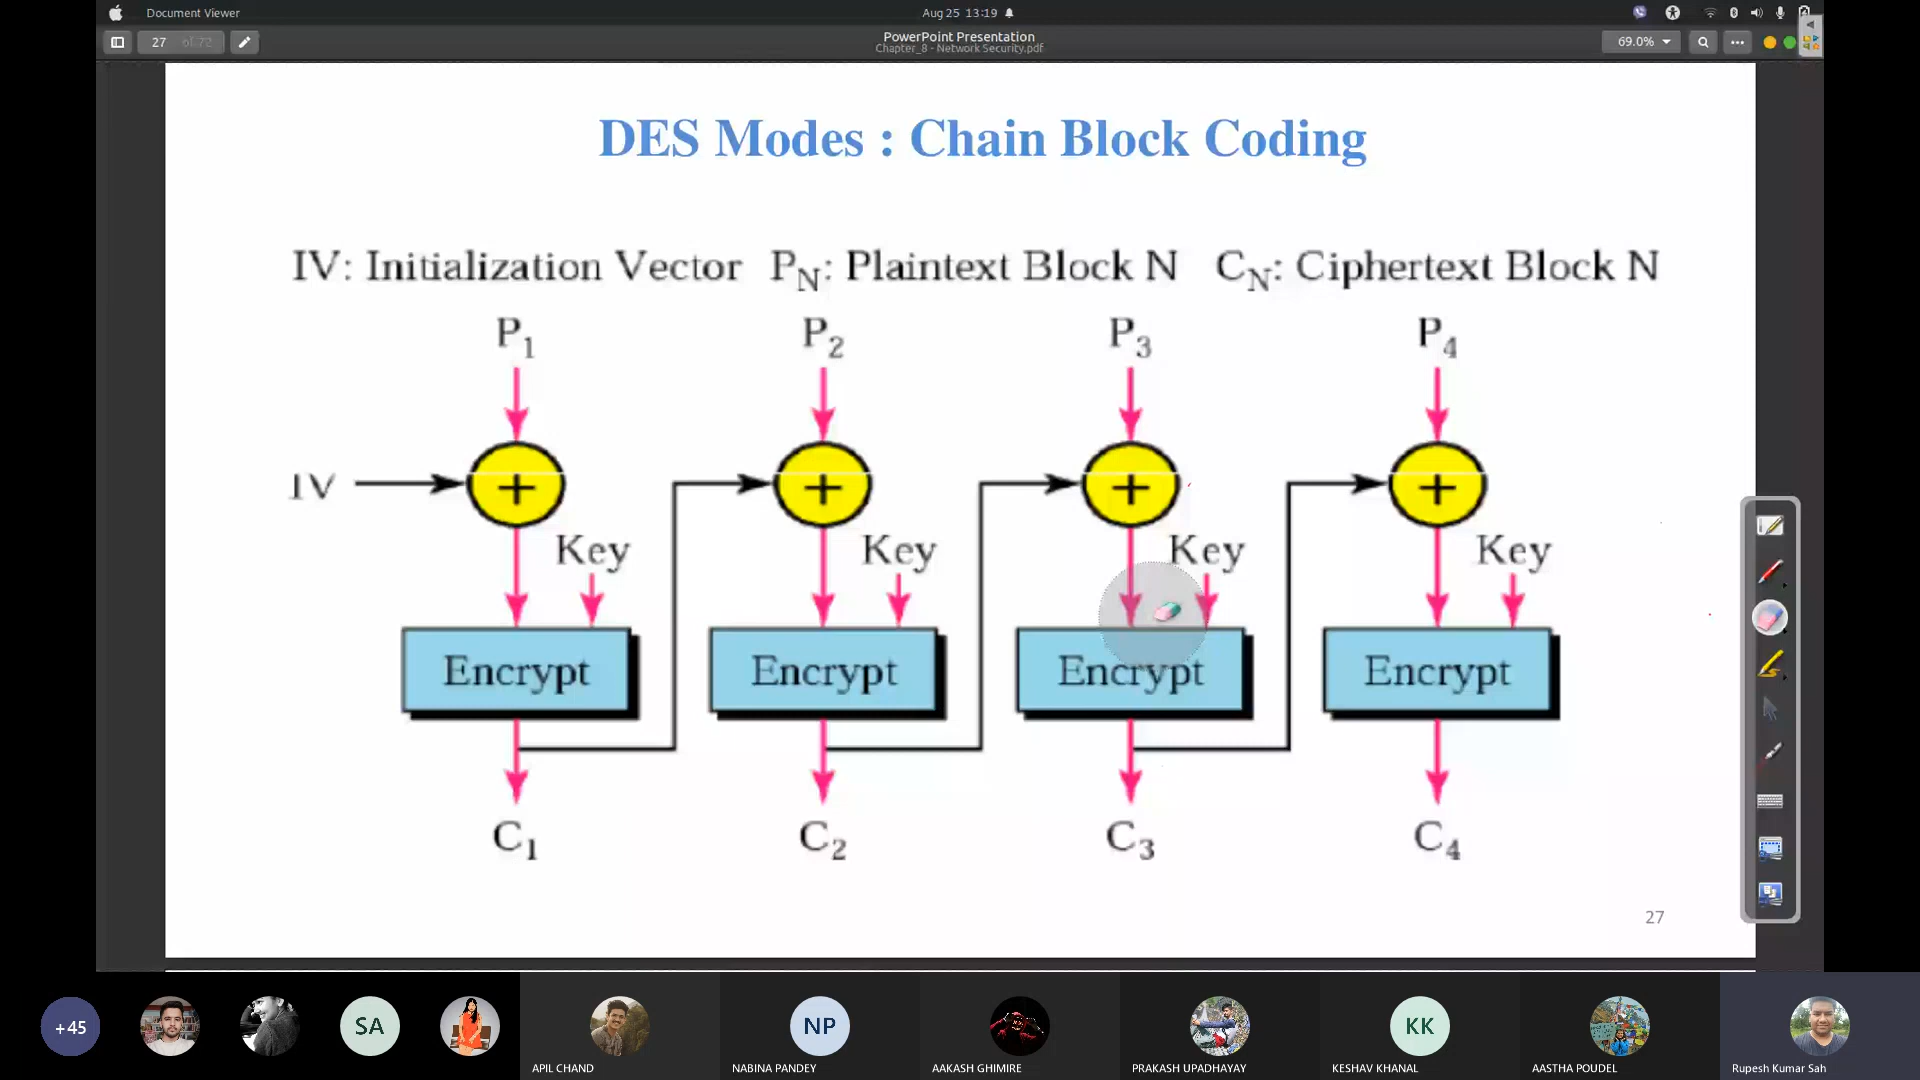 Document Viewer
Aug 25 13:19
27 of 72
PowerPoint Presentation
Chapter_8 - Network Security.pdf
69.0%
DES Modes : Chain Block Coding
IV: Initialization Vector P_N: Plaintext Block N C_N: Ciphertext Block N
P1 P2 P3 P4
IV + + + +
Key Key Key Key
Encrypt Encrypt Encrypt Encrypt
C1 C2 C3 C4
27
+45 SA NP KK
APIL CHAND NABINA PANDEY AAKASH GHIMIRE PRAKASH UPADHAYAY KESHAV KHANAL AASTHA POUDEL Rupesh Kumar Sah